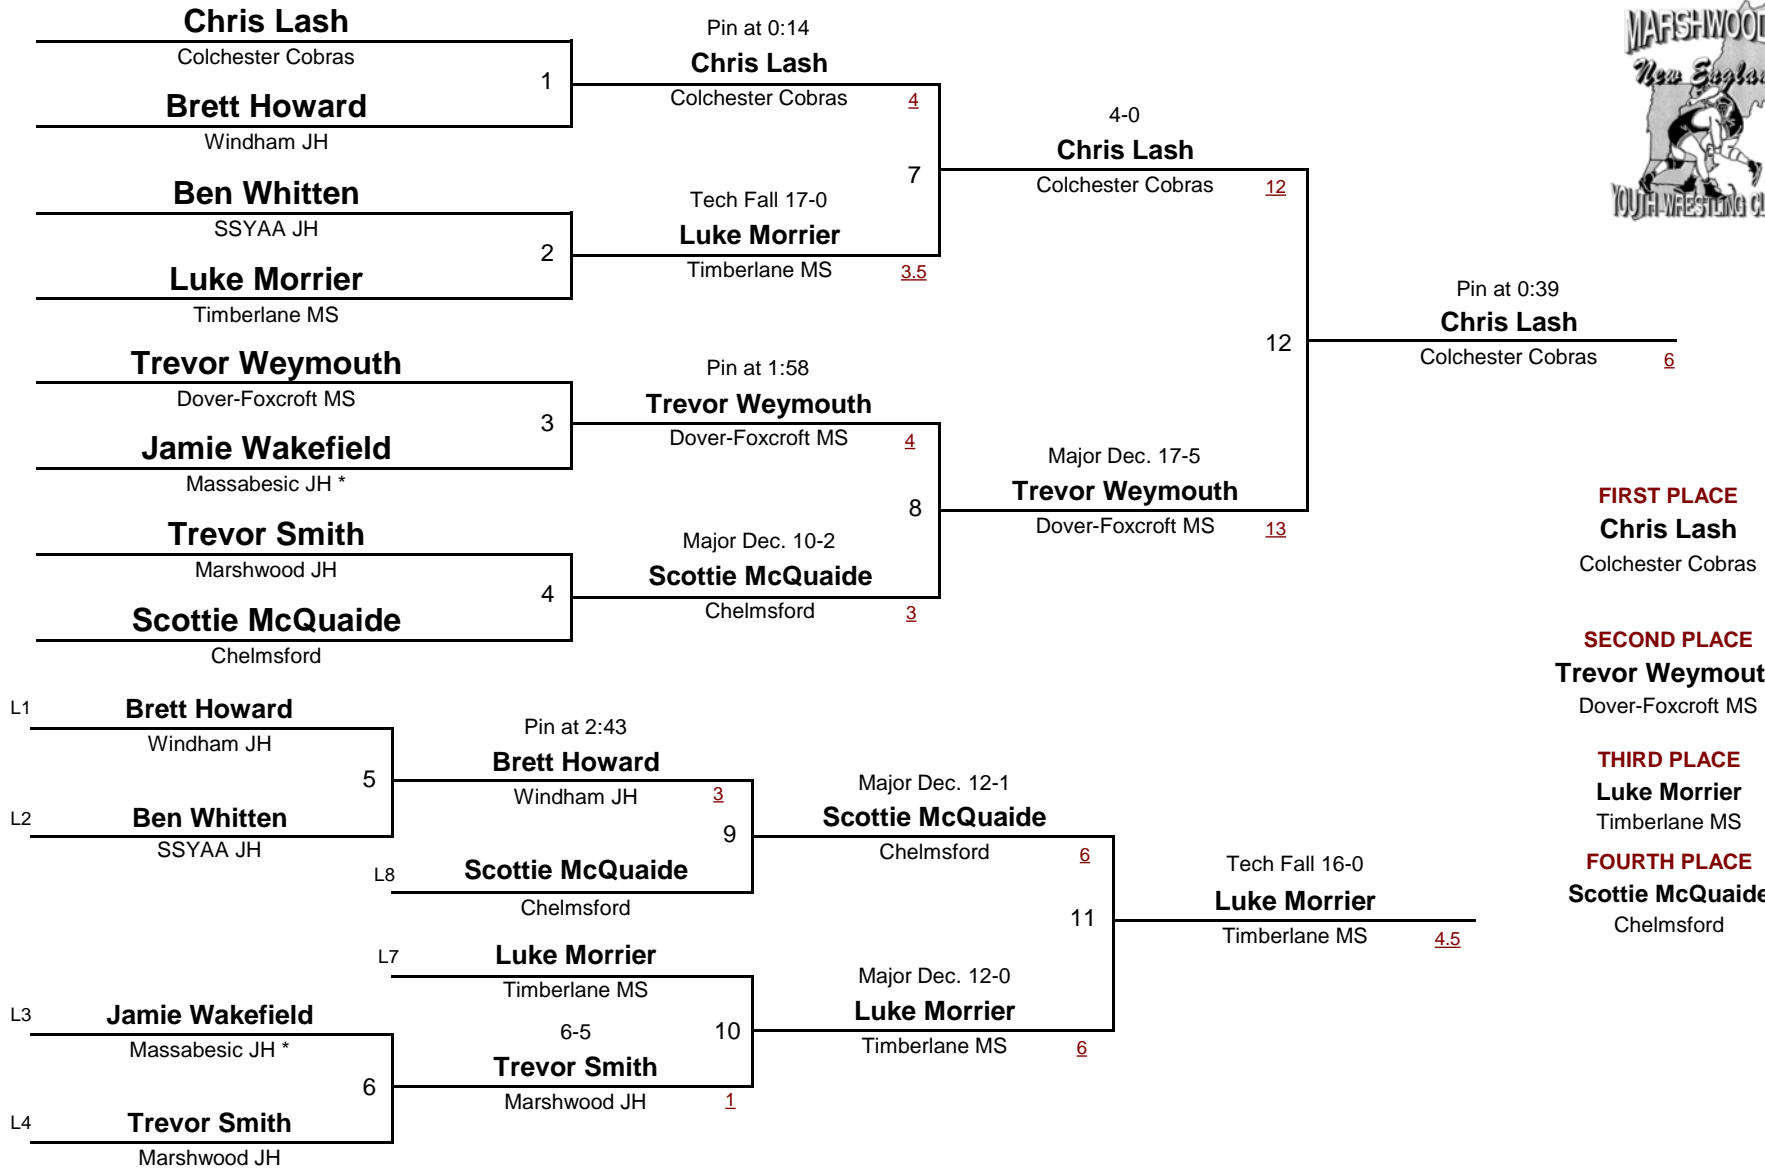 Chris Lash
Colchester Cobras
1
Brett Howard
Windham JH
Ben Whitten
SSYAA JH
2
Luke Morrier
Timberlane MS
Trevor Weymouth
Dover-Foxcroft MS
3
Jamie Wakefield
Massabesic JH *
Trevor Smith
Marshwood JH
4
Scottie McQuaide
Chelmsford
Pin at 0:14
Chris Lash
Colchester Cobras 4
7
Tech Fall 17-0
Luke Morrier
Timberlane MS 3.5
Pin at 1:58
Trevor Weymouth
Dover-Foxcroft MS 4
8
Major Dec. 10-2
Scottie McQuaide
Chelmsford 3
4-0
Chris Lash
Colchester Cobras 12
12
Major Dec. 17-5
Trevor Weymouth
Dover-Foxcroft MS 13
Pin at 0:39
Chris Lash
Colchester Cobras 6
MARSHWOOD
New England
YOUTH WRESTLING
FIRST PLACE
Chris Lash
Colchester Cobras
SECOND PLACE
Trevor Weymout
Dover-Foxcroft MS
THIRD PLACE
Luke Morrier
Timberlane MS
FOURTH PLACE
Scottie McQuaide
Chelmsford
L1 Brett Howard
Windham JH
5
L2 Ben Whitten
SSYAA JH
L3 Jamie Wakefield
Massabesic JH *
6
L4 Trevor Smith
Marshwood JH
Pin at 2:43
Brett Howard
Windham JH 3
9
L8 Scottie McQuaide
Chelmsford
L7 Luke Morrier
Timberlane MS
6-5 10
Trevor Smith
Marshwood JH 1
Major Dec. 12-1
Scottie McQuaide
Chelmsford 6
11
Major Dec. 12-0
Luke Morrier
Timberlane MS 6
Tech Fall 16-0
Luke Morrier
Timberlane MS 4.5